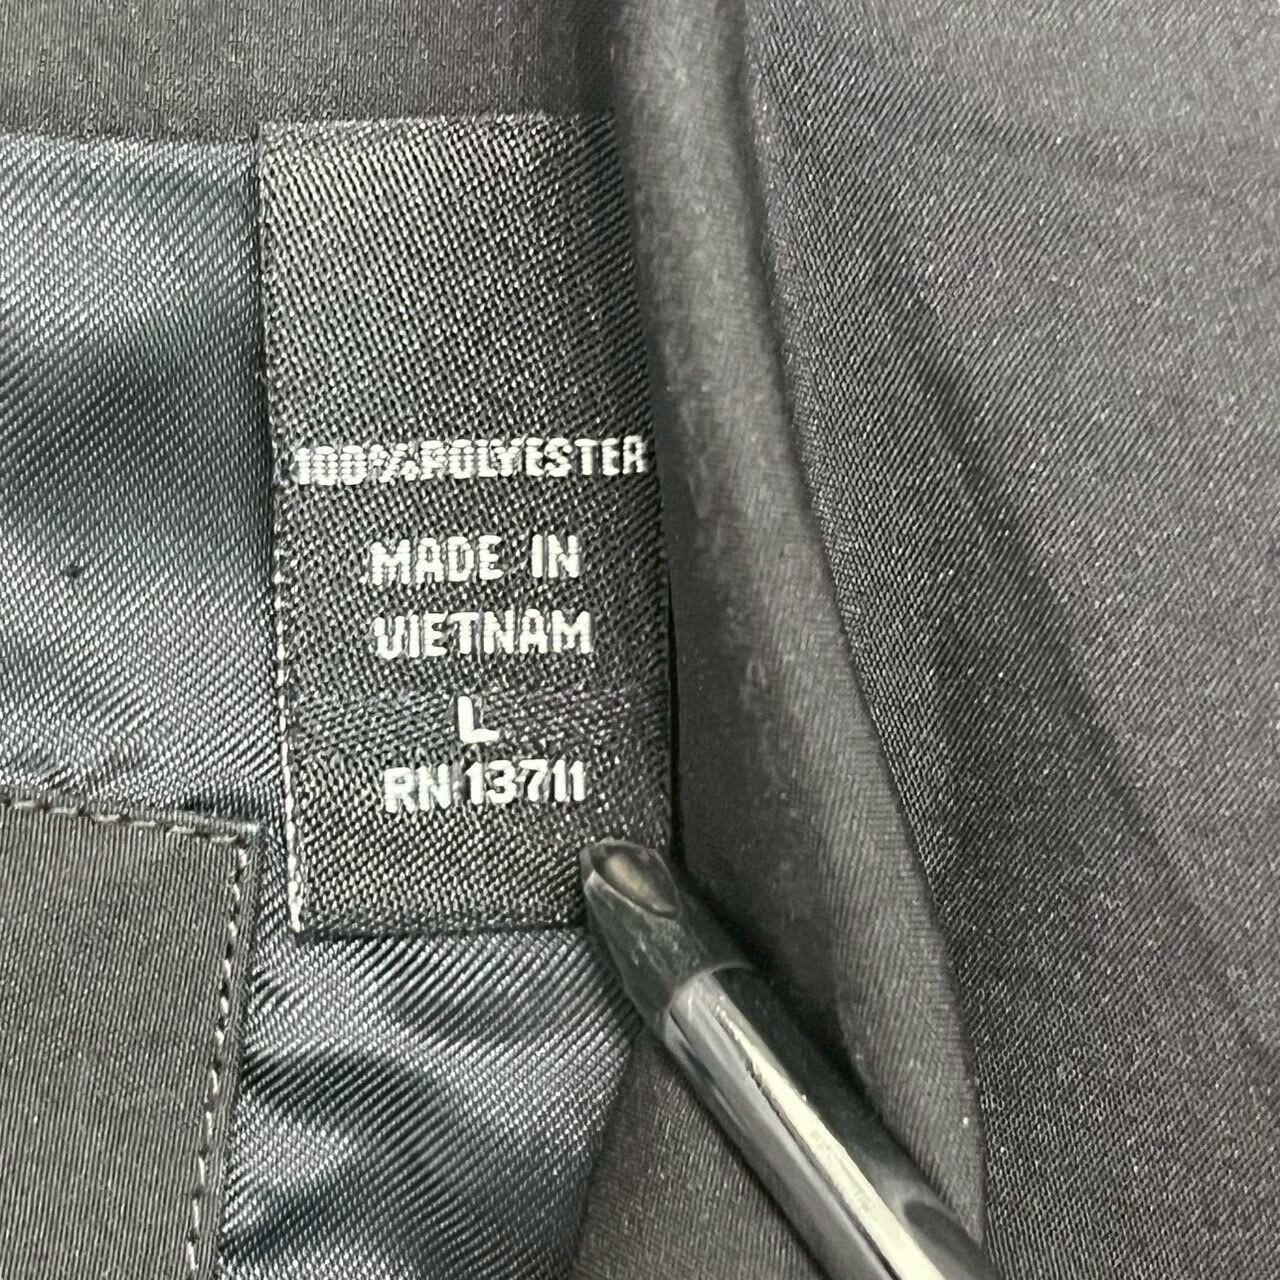 100% POLYESTER
MADE IN
VIETNAM
L
RN 13711